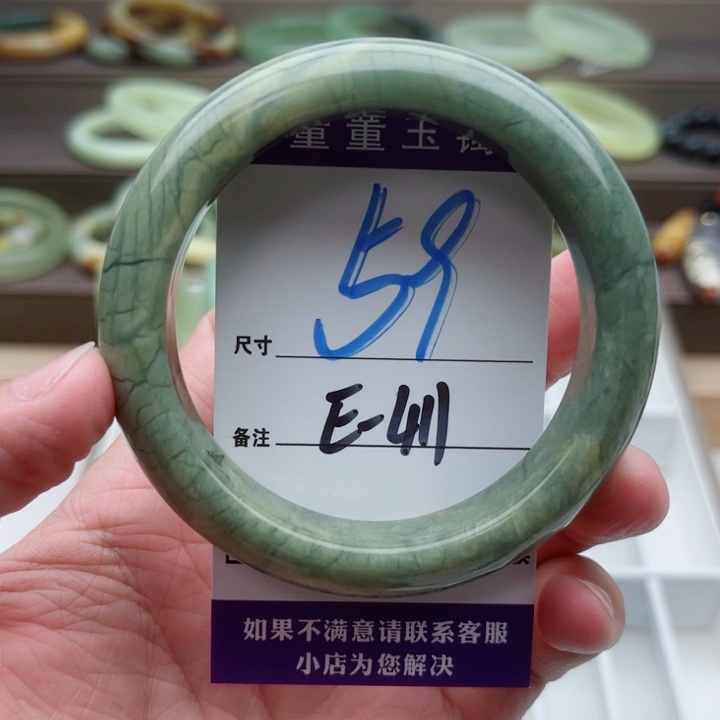 董董玉镯
59
尺寸
E-411
备注
如果不满意请联系客服
小店为您解决